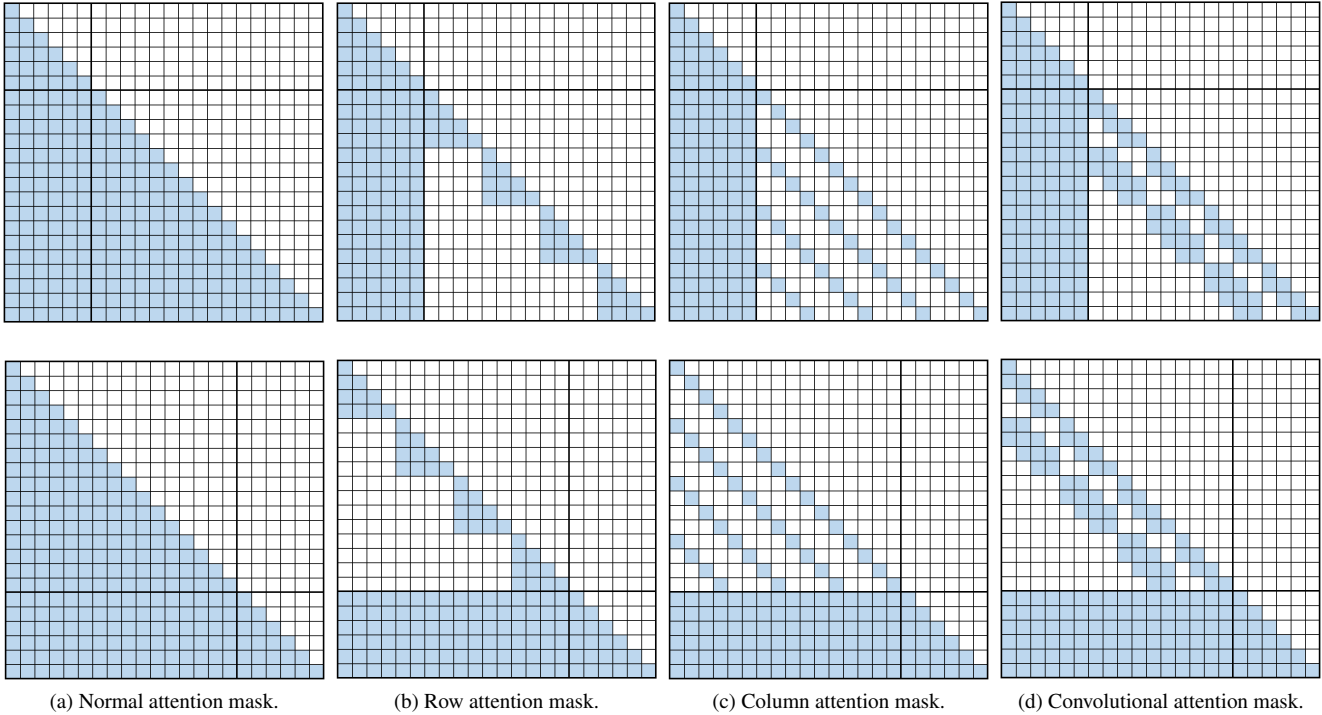 (a) Normal attention mask.
(b) Row attention mask.
(c) Column attention mask.
(d) Convolutional attention mask.